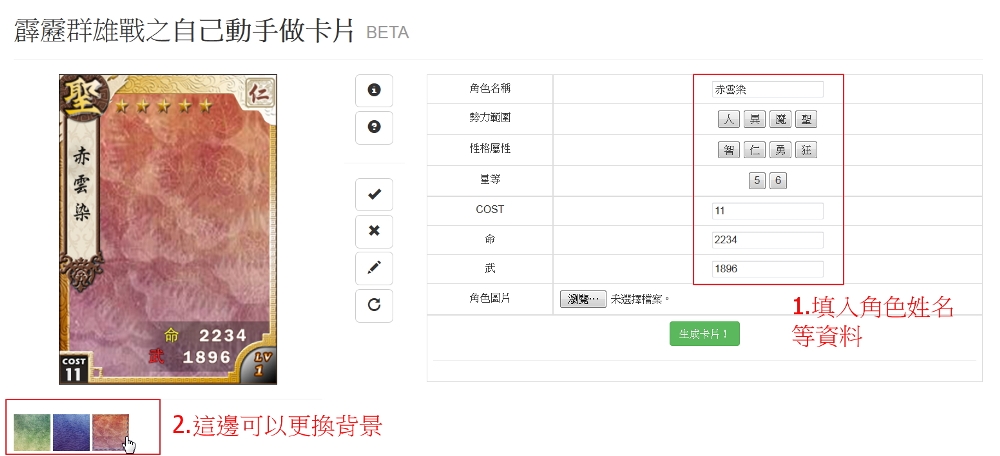 霹靂群雄戰之自己動手做卡片 BETA
聖
仁
赤雲染
命 2234
武 1896
COST
11
LV
1
角色名稱 赤雲染
勢力範圍 人 異 魔 聖
性格屬性 智 仁 勇 狂
星等 5 6
COST 11
命 2234
武 1896
角色圖片 瀏覽… 未選擇檔案。
生成卡片！
1.填入角色姓名
等資料
2.這邊可以更換背景